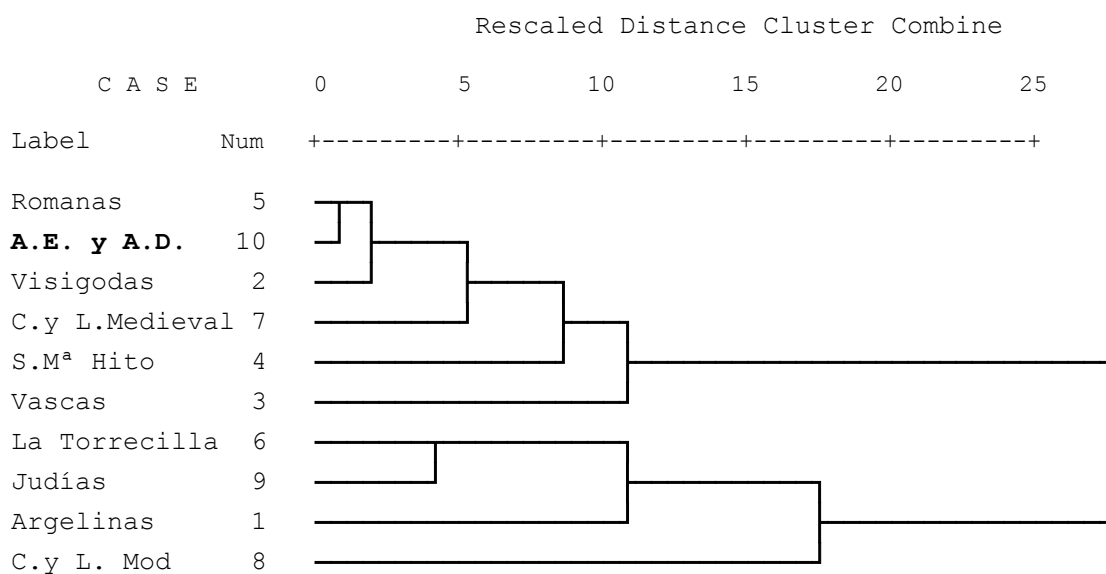 Rescaled Distance Cluster Combine
C A S E 0 5 10 15 20 25
Label Num +---------+---------+---------+---------+---------+
Romanas 5
A.E. y A.D. 10
Visigodas 2
C.y L.Medieval 7
S.Mª Hito 4
Vascas 3
La Torrecilla 6
Judías 9
Argelinas 1
C.y L. Mod 8